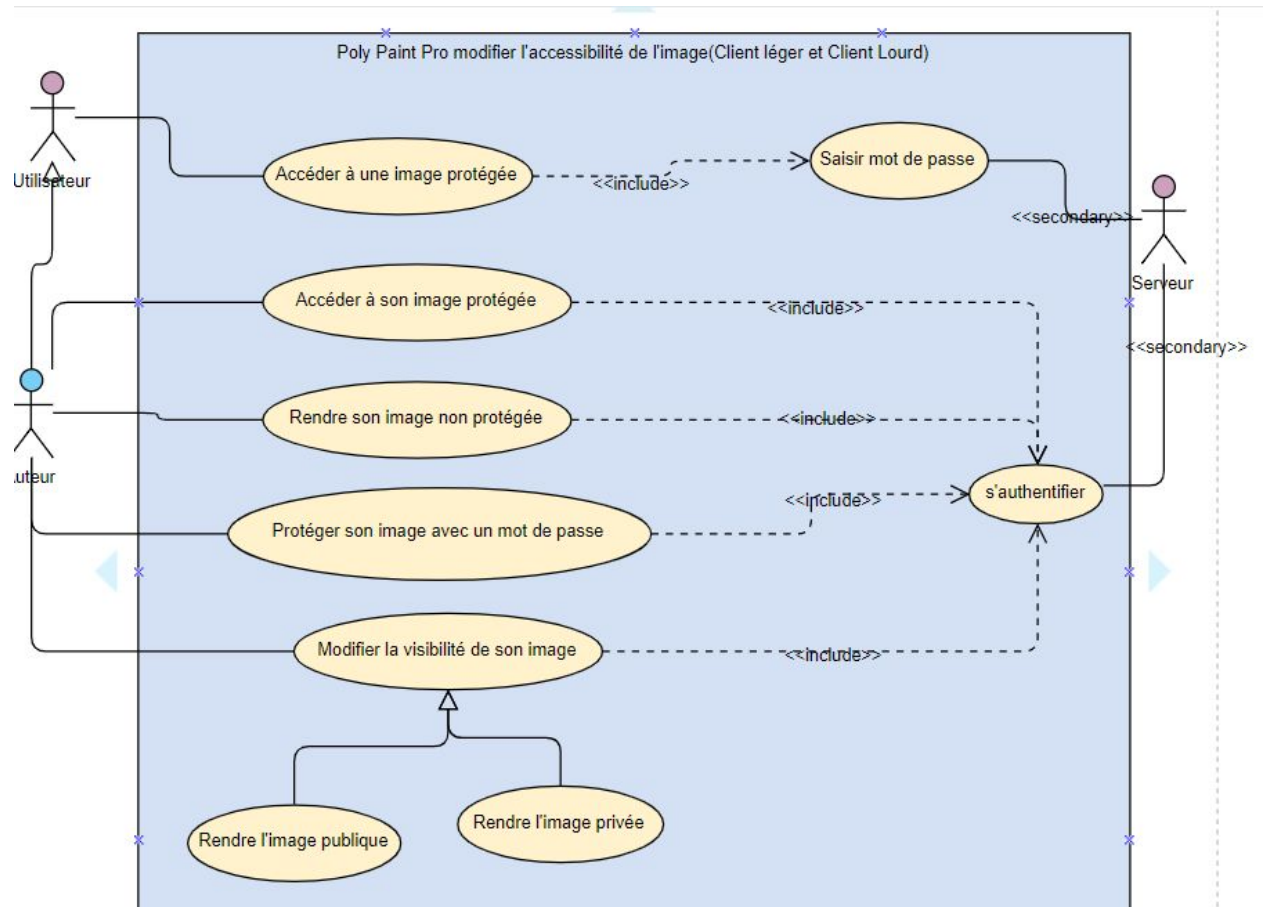 Poly Paint Pro modifier l'accessibilité de l'image(Client léger et Client Lourd)
Utilisateur
Accéder à une image protégée
<<include>>
Saisir mot de passe
<<secondary>>
Serveur
Accéder à son image protégée
<<include>>
<<secondary>>
Rendre son image non protégée
<<include>>
uteur
s'authentifier
<<include>>
Protéger son image avec un mot de passe
Modifier la visibilité de son image
<<include>>
Rendre l'image publique
Rendre l'image privée